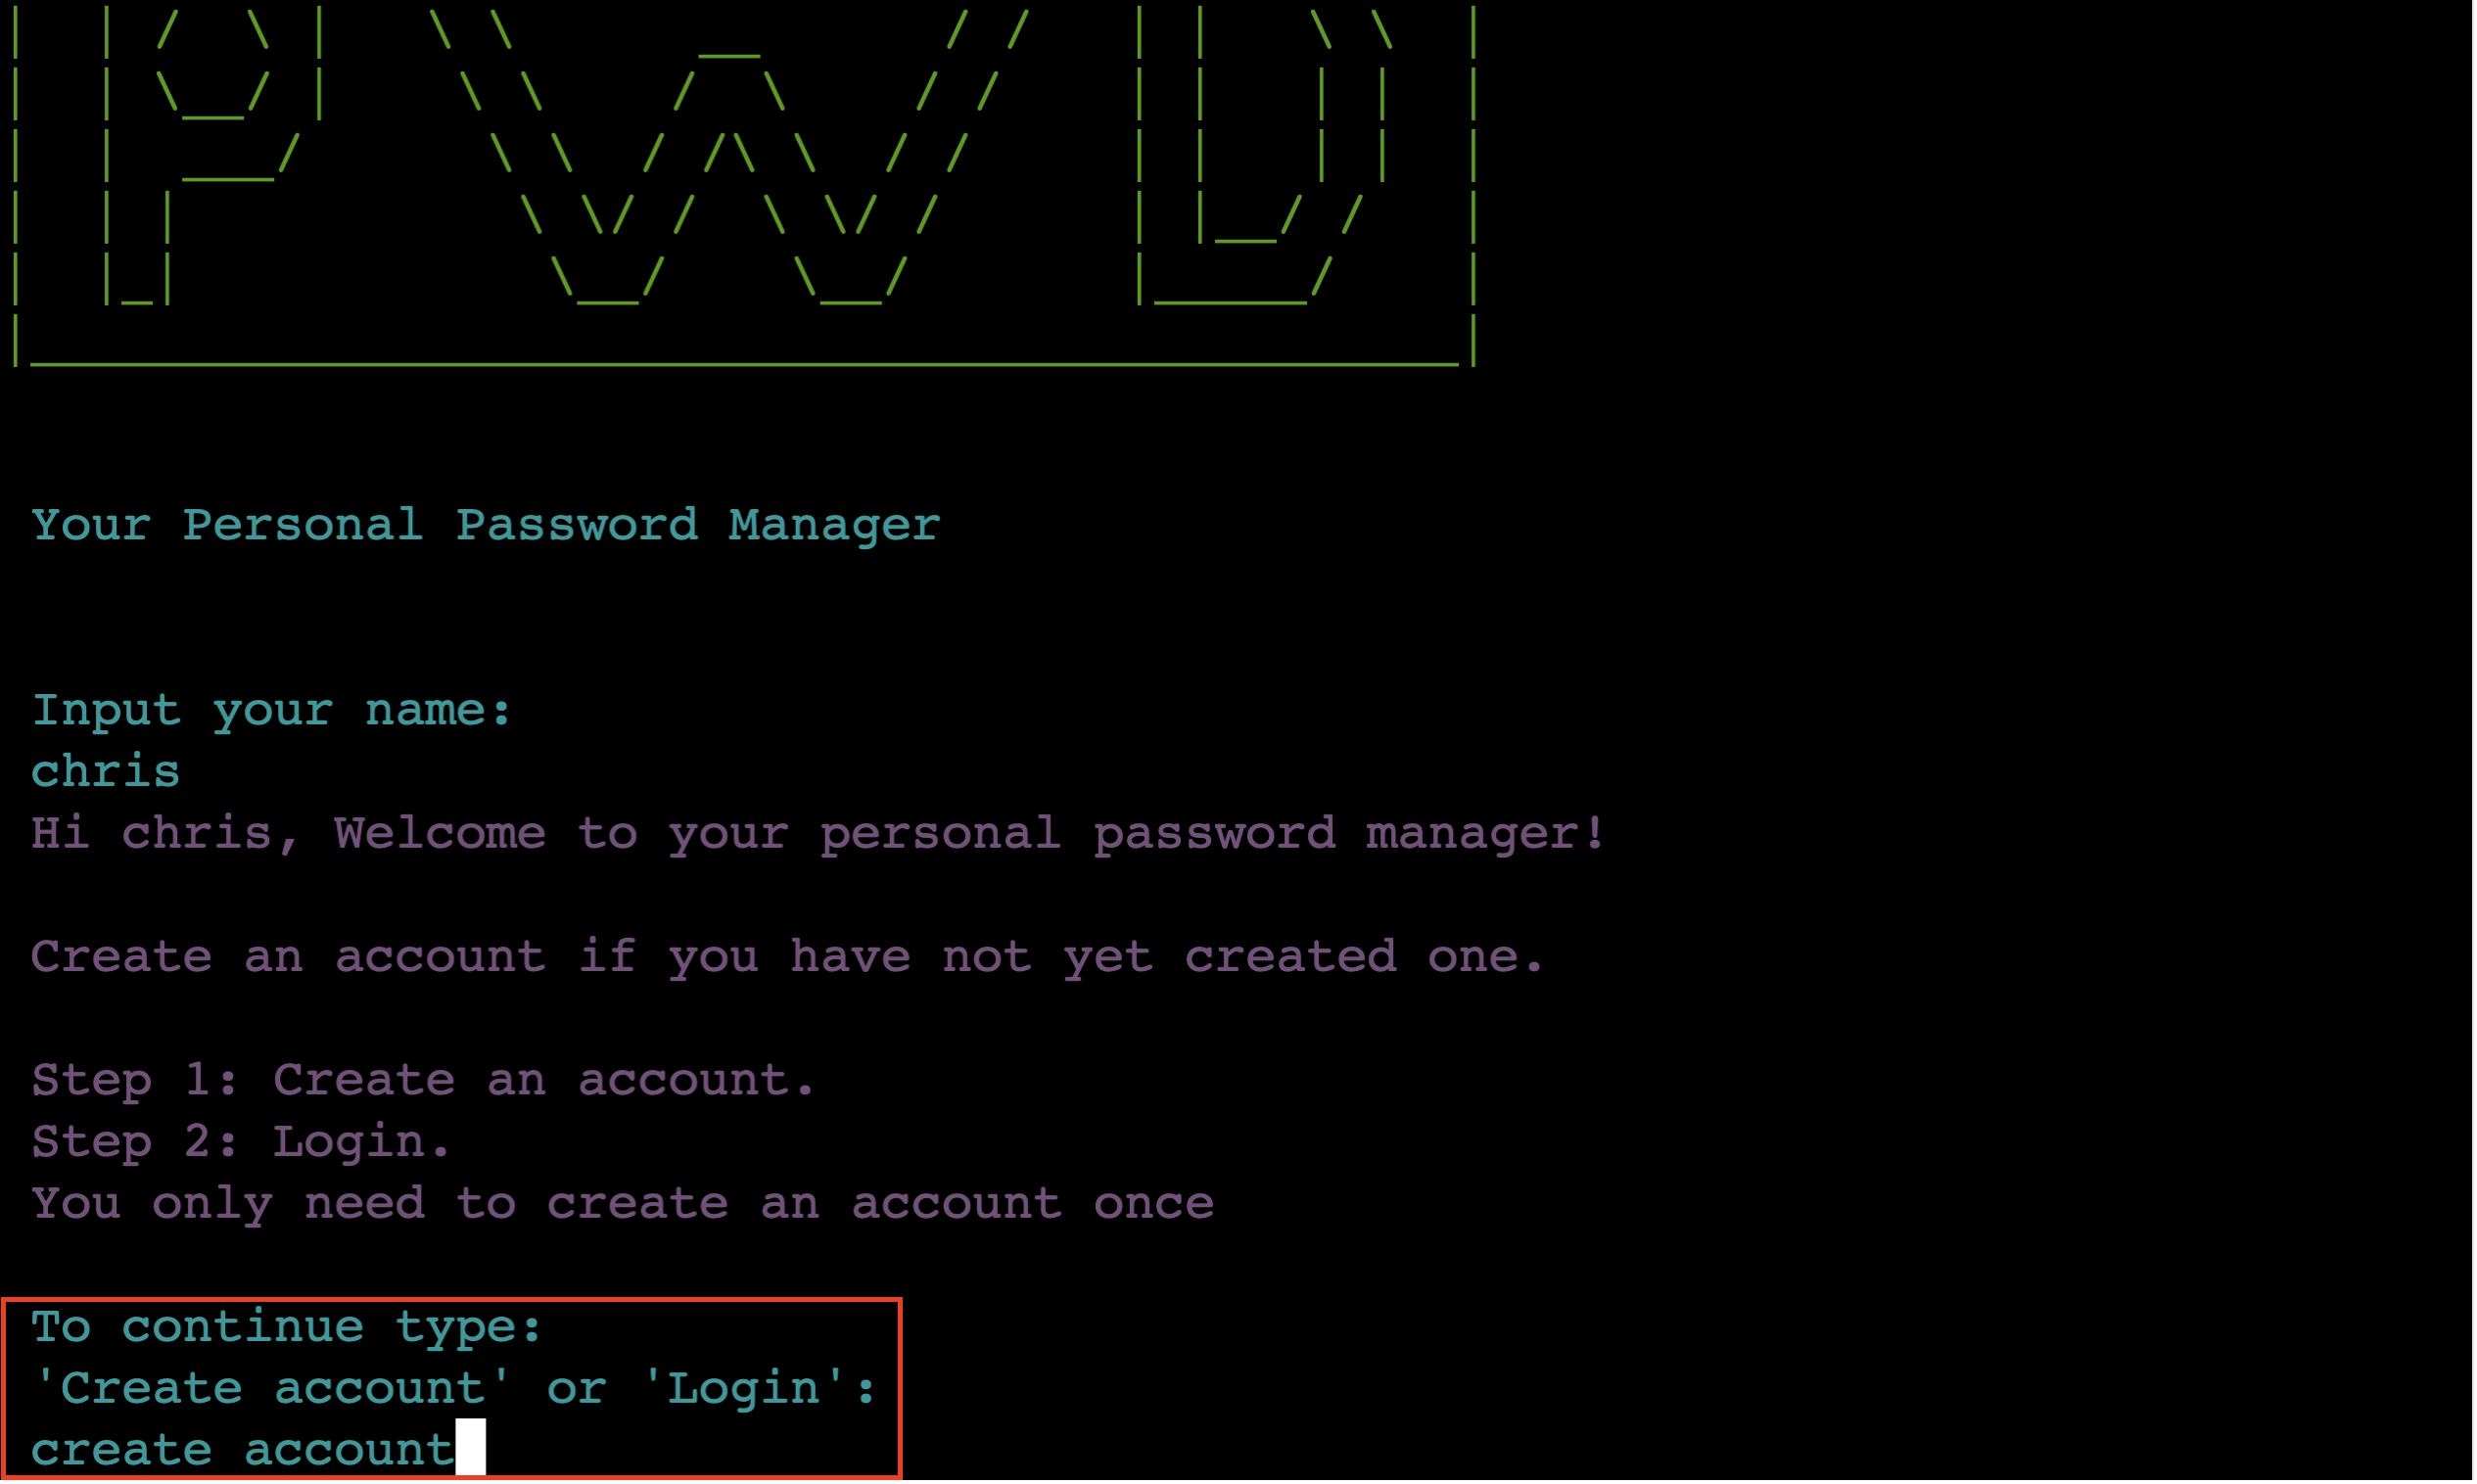 PWD
Your Personal Password Manager
Input your name:
chris
Hi chris, Welcome to your personal password manager!
Create an account if you have not yet created one.
Step 1: Create an account.
Step 2: Login.
You only need to create an account once
To continue type:
'Create account' or 'Login':
create account